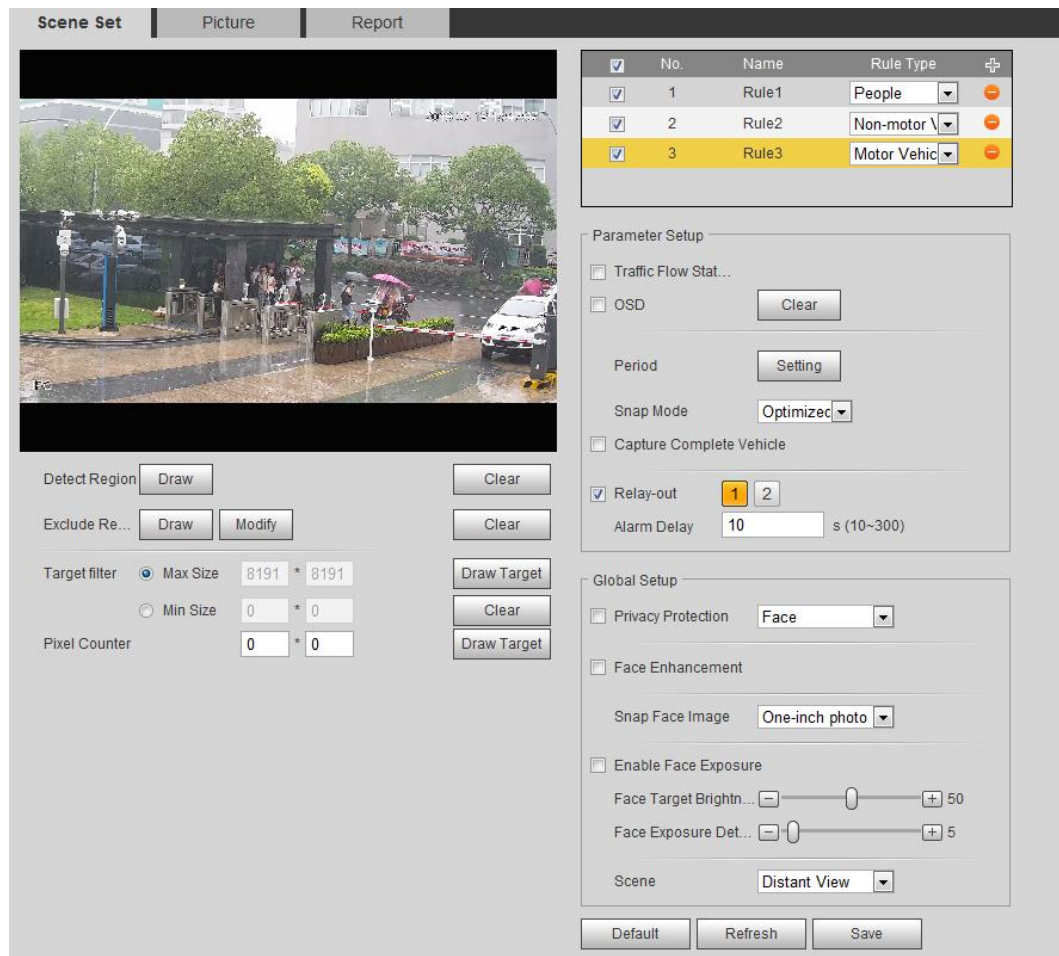 Scene Set Picture Report
No. Name Rule Type
1 Rule1 People
2 Rule2 Non-motor V
3 Rule3 Motor Vehic
Parameter Setup
Traffic Flow Stat...
OSD Clear
Period Setting
Snap Mode Optimized
Capture Complete Vehicle
Relay-out 1 2
Alarm Delay 10 s (10~300)
Detect Region Draw Clear
Exclude Re... Draw Modify Clear
Target filter Max Size 8191 * 8191 Draw Target
Min Size 0 * 0 Clear
Pixel Counter 0 * 0 Draw Target
Global Setup
Privacy Protection Face
Face Enhancement
Snap Face Image One-inch photo
Enable Face Exposure
Face Target Brightn... 50
Face Exposure Det... 5
Scene Distant View
Default Refresh Save